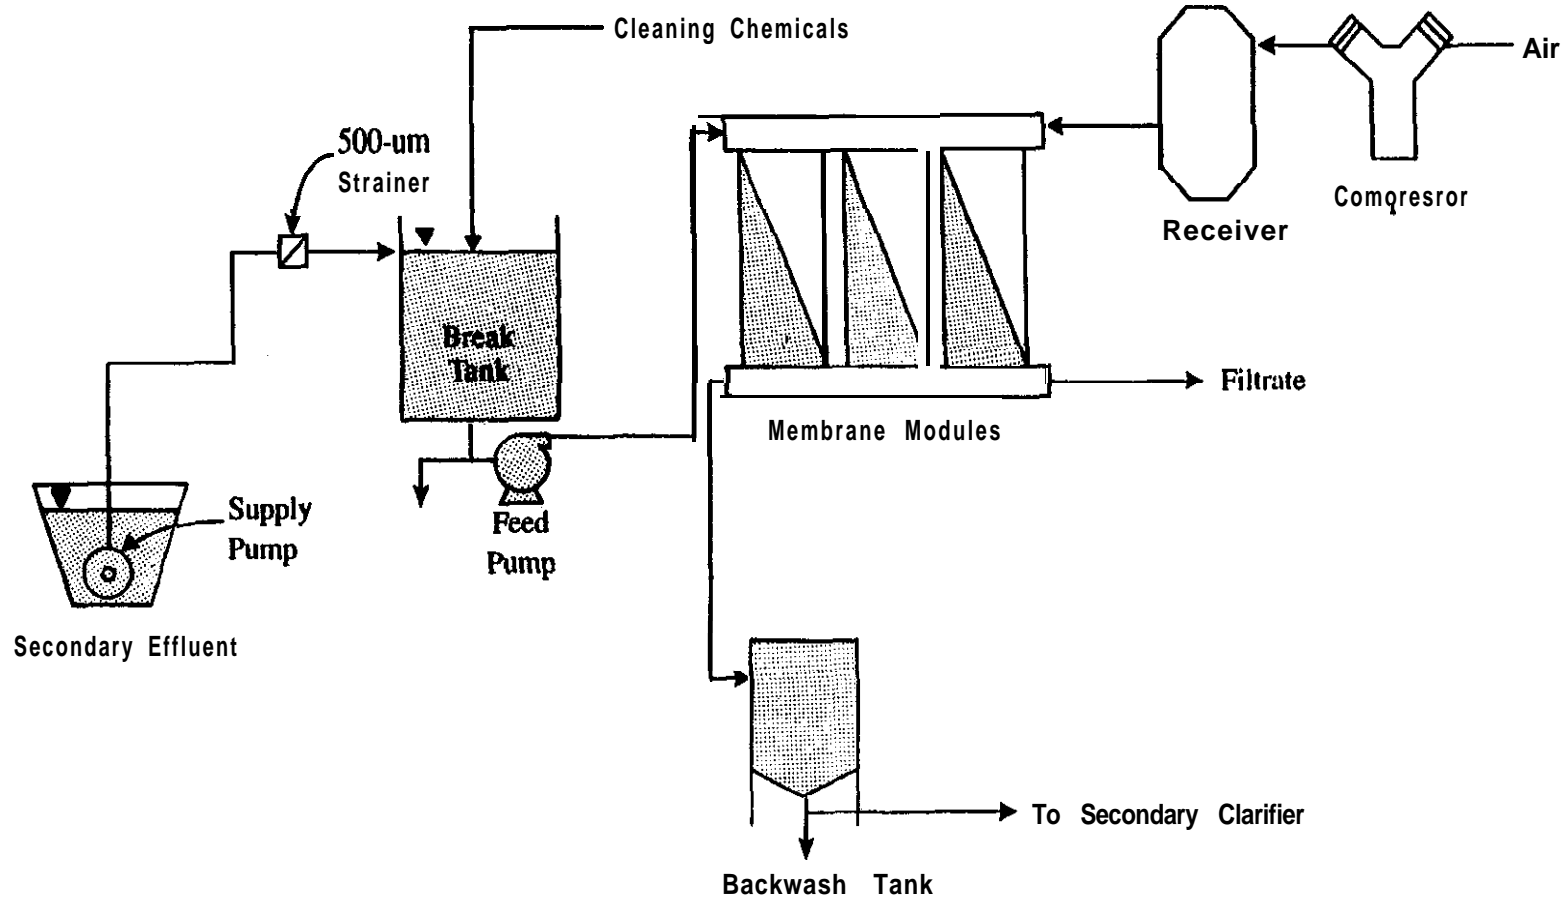 Cleaning Chemicals
Air
500-um
Strainer
Comqresror
Receiver
Break
Tank
Filtrate
Membrane Modules
Supply
Pump
Feed
Pump
Secondary Effluent
To Secondary Clarifier
Backwash Tank